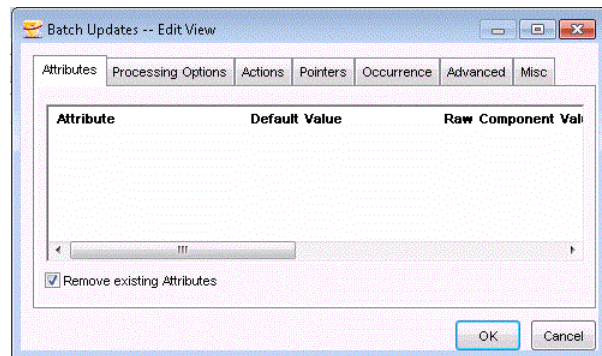 Batch Updates -- Edit View
Attributes Processing Options Actions Pointers Occurrence Advanced Misc
Attribute Default Value Raw Component Val
Remove existing Attributes
OK Cancel